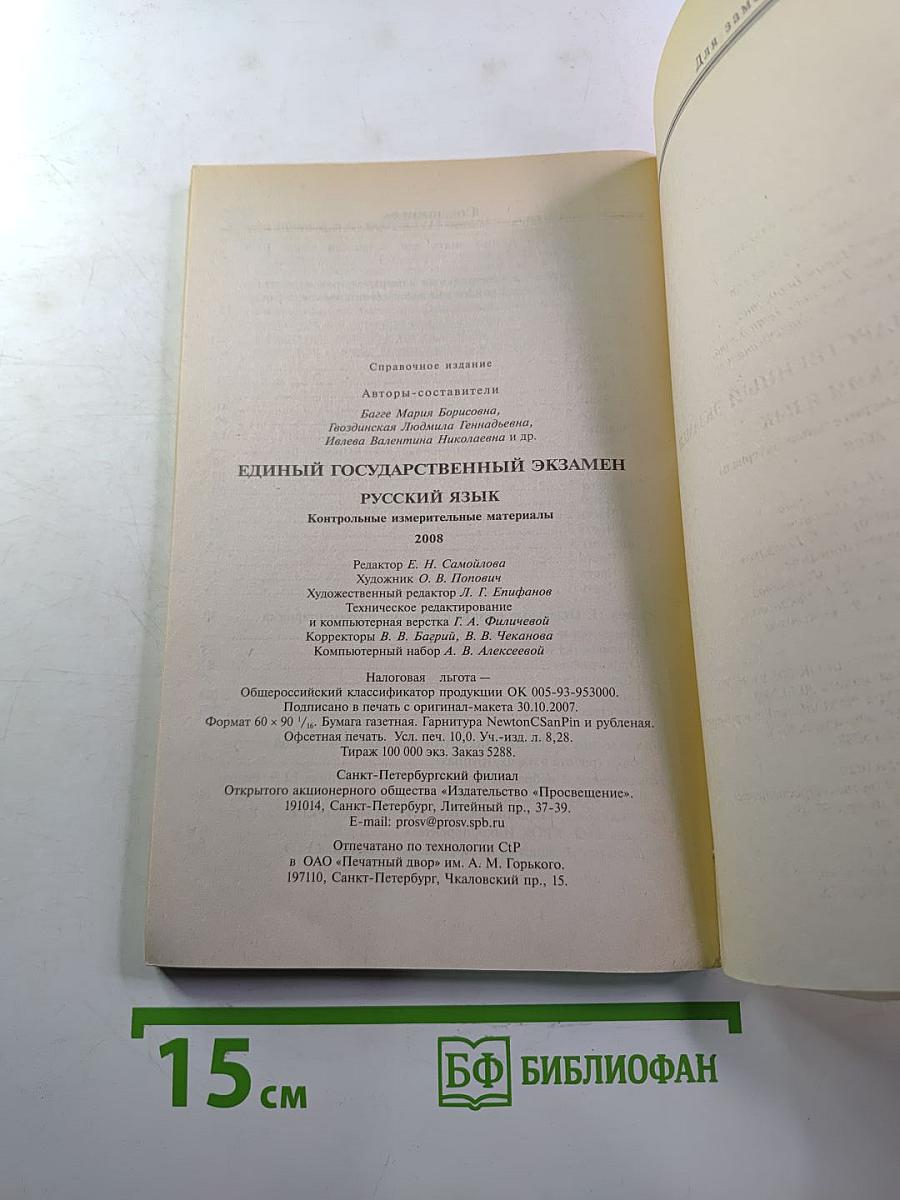 Для
Справочное издание
Авторы-составители
Багге Мария Борисовна,
Гвоздинская Людмила Геннадьевна,
Ивлева Валентина Николаевна и др.
ЕДИНЫЙ ГОСУДАРСТВЕННЫЙ ЭКЗАМЕН
РУССКИЙ ЯЗЫК
Контрольные измерительные материалы
2008
Редактор Е. Н. Самойлова
Художник О. В. Попович
Художественный редактор Л. Г. Епифанов
Техническое редактирование
и компьютерная верстка Г. А. Филичевой
Корректоры В. В. Багрий, В. В. Чеканова
Компьютерный набор А. В. Алексеевой
Налоговая льгота —
Общероссийский классификатор продукции ОК 005-93-953000.
Подписано в печать с оригинал-макета 30.10.2007.
Формат 60 × 90 1/16. Бумага газетная. Гарнитура NewtonCSanPin и рубленая.
Офсетная печать. Усл. печ. 10,0. Уч.-изд. л. 8,28.
Тираж 100 000 экз. Заказ 5288.
Санкт-Петербургский филиал
Открытого акционерного общества «Издательство «Просвещение».
191014, Санкт-Петербург, Литейный пр., 37-39.
E-mail: prosv@prosv.spb.ru
Отпечатано по технологии CtP
в ОАО «Печатный двор» им. А. М. Горького.
197110, Санкт-Петербург, Чкаловский пр., 15.
15 см
БФ БИБЛИОФАН